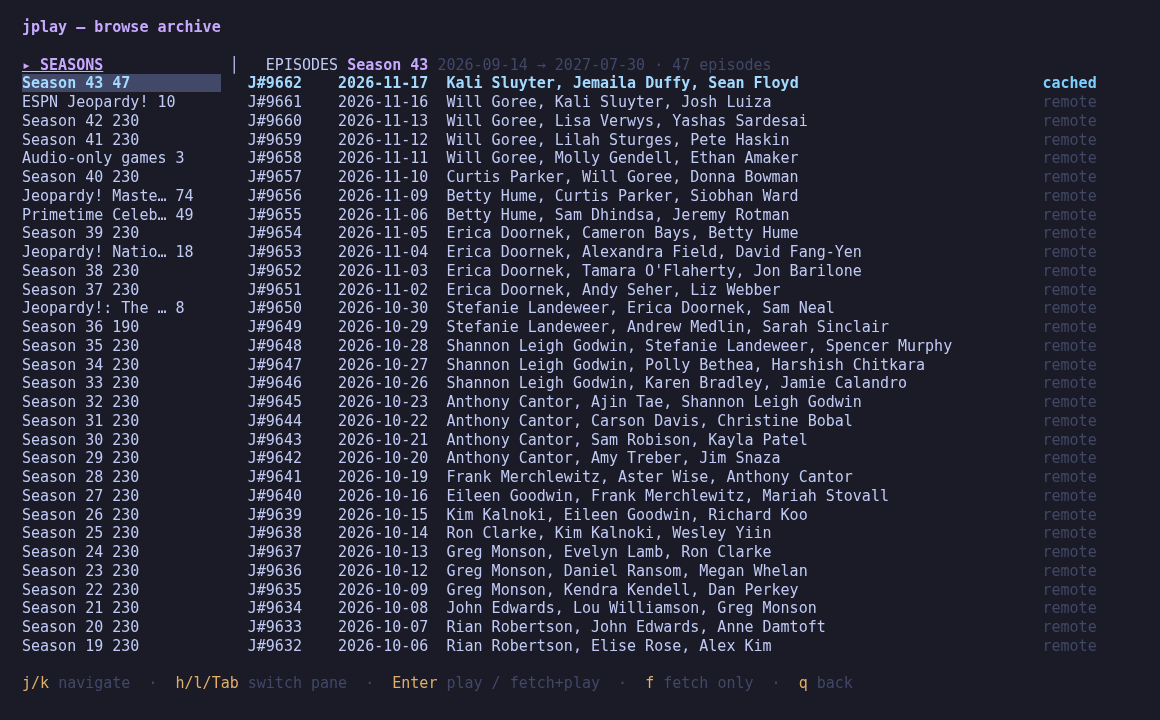 jplay — browse archive
▸ SEASONS │ EPISODES Season 43 2026-09-14 → 2027-07-30 · 47 episodes
Season 43 47 J#9662 2026-11-17 Kali Sluyter, Jemaila Duffy, Sean Floyd cached
ESPN Jeopardy! 10 J#9661 2026-11-16 Will Goree, Kali Sluyter, Josh Luiza remote
Season 42 230 J#9660 2026-11-13 Will Goree, Lisa Verwys, Yashas Sardesai remote
Season 41 230 J#9659 2026-11-12 Will Goree, Lilah Sturges, Pete Haskin remote
Audio-only games 3 J#9658 2026-11-11 Will Goree, Molly Gendell, Ethan Amaker remote
Season 40 230 J#9657 2026-11-10 Curtis Parker, Will Goree, Donna Bowman remote
Jeopardy! Maste… 74 J#9656 2026-11-09 Betty Hume, Curtis Parker, Siobhan Ward remote
Primetime Celeb… 49 J#9655 2026-11-06 Betty Hume, Sam Dhindsa, Jeremy Rotman remote
Season 39 230 J#9654 2026-11-05 Erica Doornek, Cameron Bays, Betty Hume remote
Jeopardy! Natio… 18 J#9653 2026-11-04 Erica Doornek, Alexandra Field, David Fang-Yen remote
Season 38 230 J#9652 2026-11-03 Erica Doornek, Tamara O'Flaherty, Jon Barilone remote
Season 37 230 J#9651 2026-11-02 Erica Doornek, Andy Seher, Liz Webber remote
Jeopardy!: The … 8 J#9650 2026-10-30 Stefanie Landeweer, Erica Doornek, Sam Neal remote
Season 36 190 J#9649 2026-10-29 Stefanie Landeweer, Andrew Medlin, Sarah Sinclair remote
Season 35 230 J#9648 2026-10-28 Shannon Leigh Godwin, Stefanie Landeweer, Spencer Murphy remote
Season 34 230 J#9647 2026-10-27 Shannon Leigh Godwin, Polly Bethea, Harshish Chitkara remote
Season 33 230 J#9646 2026-10-26 Shannon Leigh Godwin, Karen Bradley, Jamie Calandro remote
Season 32 230 J#9645 2026-10-23 Anthony Cantor, Ajin Tae, Shannon Leigh Godwin remote
Season 31 230 J#9644 2026-10-22 Anthony Cantor, Carson Davis, Christine Bobal remote
Season 30 230 J#9643 2026-10-21 Anthony Cantor, Sam Robison, Kayla Patel remote
Season 29 230 J#9642 2026-10-20 Anthony Cantor, Amy Treber, Jim Snaza remote
Season 28 230 J#9641 2026-10-19 Frank Merchlewitz, Aster Wise, Anthony Cantor remote
Season 27 230 J#9640 2026-10-16 Eileen Goodwin, Frank Merchlewitz, Mariah Stovall remote
Season 26 230 J#9639 2026-10-15 Kim Kalnoki, Eileen Goodwin, Richard Koo remote
Season 25 230 J#9638 2026-10-14 Ron Clarke, Kim Kalnoki, Wesley Yiin remote
Season 24 230 J#9637 2026-10-13 Greg Monson, Evelyn Lamb, Ron Clarke remote
Season 23 230 J#9636 2026-10-12 Greg Monson, Daniel Ransom, Megan Whelan remote
Season 22 230 J#9635 2026-10-09 Greg Monson, Kendra Kendell, Dan Perkey remote
Season 21 230 J#9634 2026-10-08 John Edwards, Lou Williamson, Greg Monson remote
Season 20 230 J#9633 2026-10-07 Rian Robertson, John Edwards, Anne Damtoft remote
Season 19 230 J#9632 2026-10-06 Rian Robertson, Elise Rose, Alex Kim remote
j/k navigate · h/l/Tab switch pane · Enter play / fetch+play · f fetch only · q back